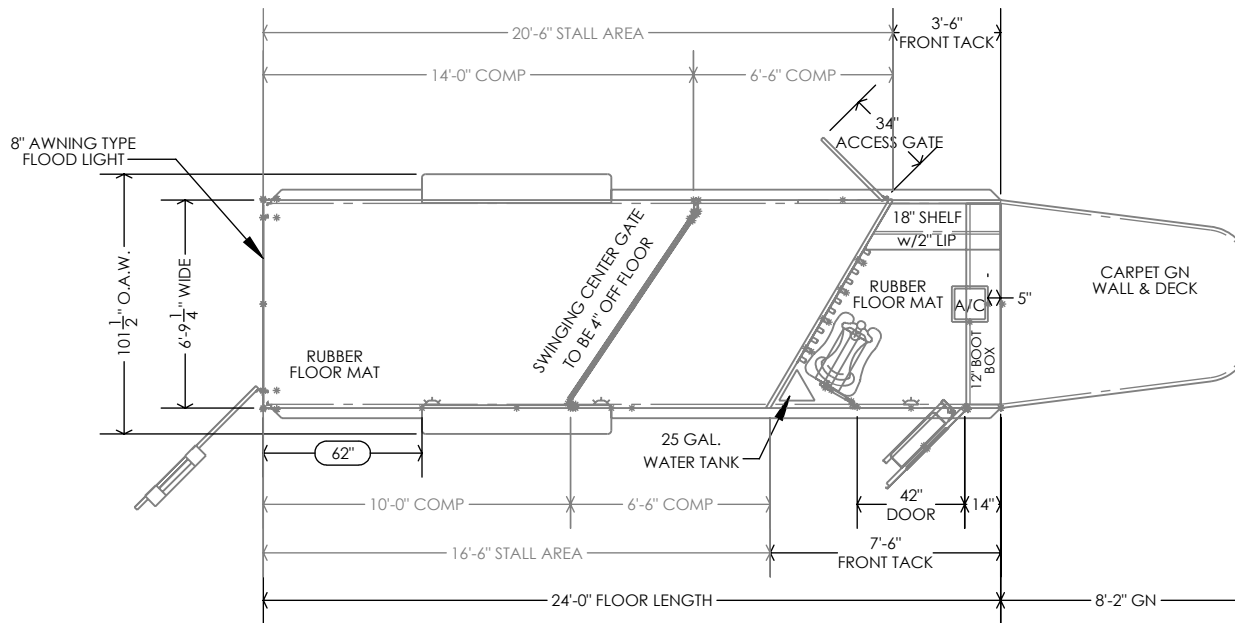 20'-6" STALL AREA
3'-6"
FRONT TACK
14'-0" COMP
6'-6" COMP
8" AWNING TYPE
FLOOD LIGHT
34"
ACCESS GATE
101 1/2" O.A.W.
6'-9 1/4" WIDE
SWINGING CENTER GATE
TO BE 4" OFF FLOOR
18" SHELF
w/2" LIP
RUBBER
FLOOR MAT
A/C
5"
CARPET GN
WALL & DECK
RUBBER
FLOOR MAT
12" BOOT
BOX
62"
25 GAL.
WATER TANK
10'-0" COMP
6'-6" COMP
42"
DOOR
14"
16'-6" STALL AREA
7'-6"
FRONT TACK
24'-0" FLOOR LENGTH
8'-2" GN